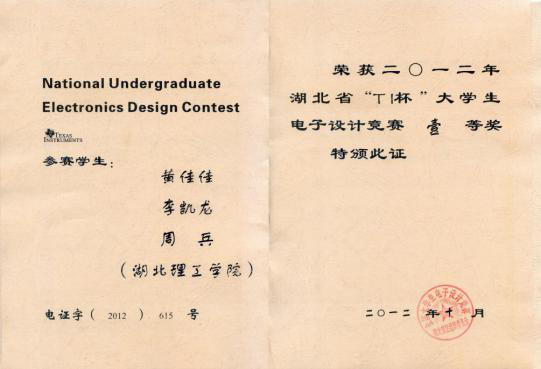 National Undergraduate
Electronics Design Contest
TEXAS
INSTRUMENTS
参赛学生：
黄佳佳
李凯龙
周兵
（湖北理工学院）
电证字（2012）615号
荣获二〇一二年
湖北省“TI杯”大学生
电子设计竞赛 壹 等奖
特颁此证
二〇一二年十月